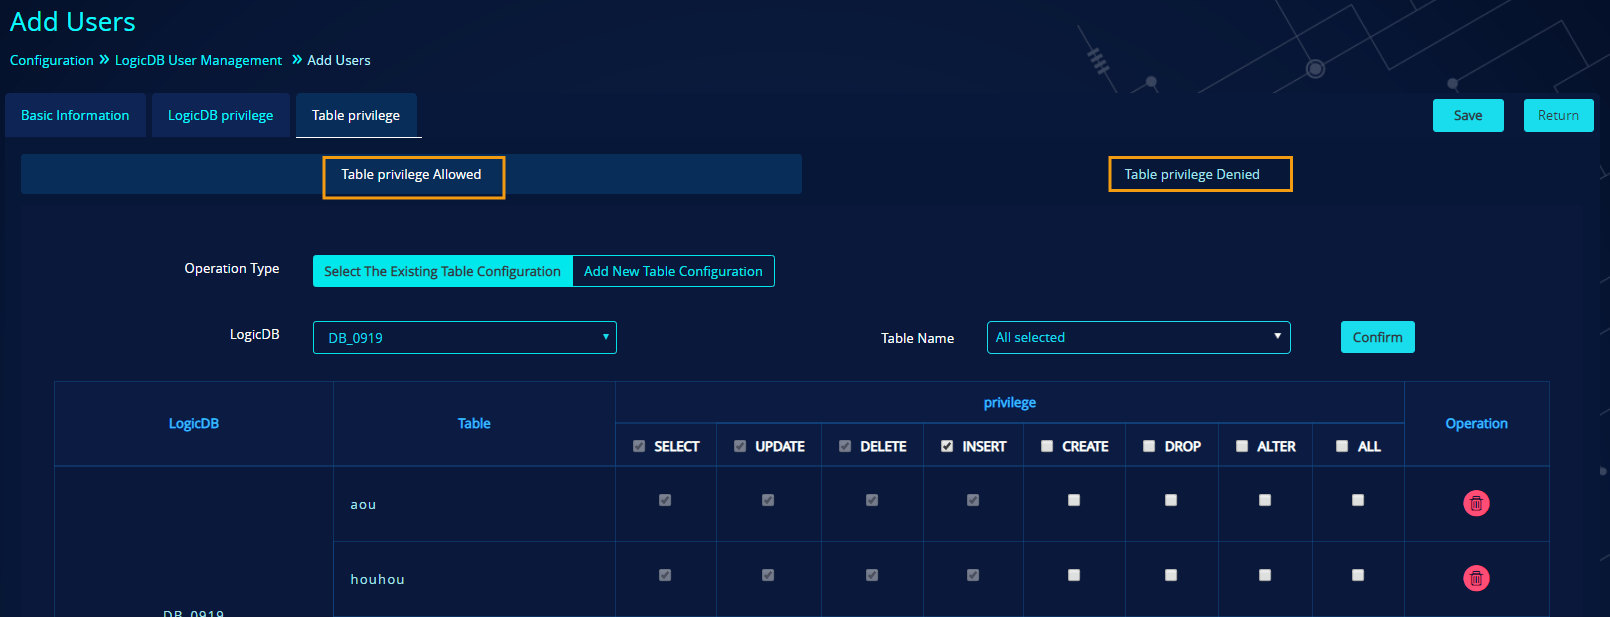 Add Users
Configuration » LogicDB User Management » Add Users
Basic Information LogicDB privilege Table privilege Save Return
Table privilege Allowed Table privilege Denied
Operation Type Select The Existing Table Configuration Add New Table Configuration
LogicDB DB_0919 Table Name All selected Confirm
LogicDB Table privilege Operation
SELECT UPDATE DELETE INSERT CREATE DROP ALTER ALL
aou
houhou
DB_0919